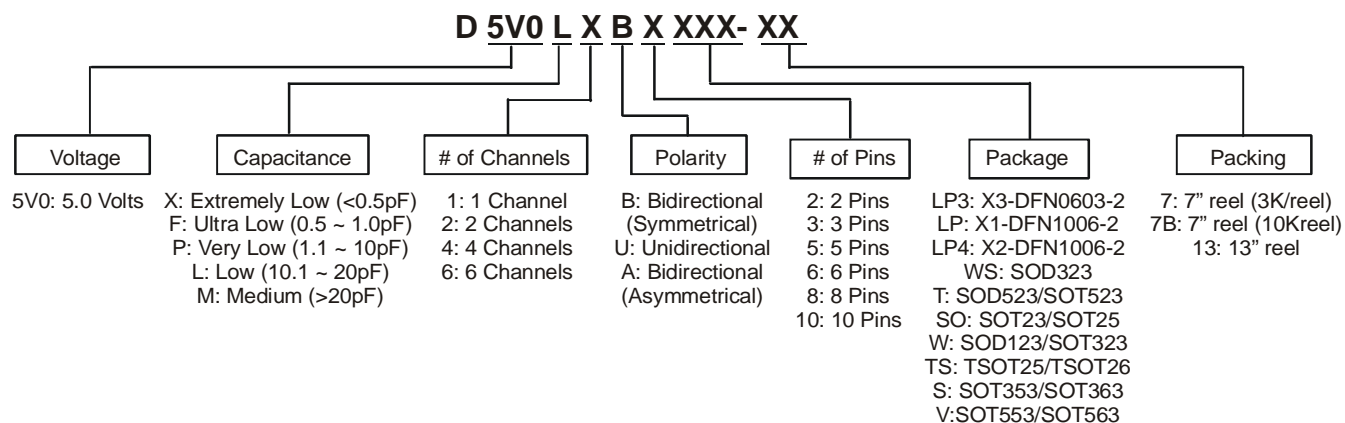 D 5V0 L X B X XXX- XX
Voltage
Capacitance
# of Channels
Polarity
# of Pins
Package
Packing
5V0: 5.0 Volts
X: Extremely Low (<0.5pF)
F: Ultra Low (0.5 ~ 1.0pF)
P: Very Low (1.1 ~ 10pF)
L: Low (10.1 ~ 20pF)
M: Medium (>20pF)
1: 1 Channel
2: 2 Channels
4: 4 Channels
6: 6 Channels
B: Bidirectional
(Symmetrical)
U: Unidirectional
A: Bidirectional
(Asymmetrical)
2: 2 Pins
3: 3 Pins
5: 5 Pins
6: 6 Pins
8: 8 Pins
10: 10 Pins
LP3: X3-DFN0603-2
LP: X1-DFN1006-2
LP4: X2-DFN1006-2
WS: SOD323
T: SOD523/SOT523
SO: SOT23/SOT25
W: SOD123/SOT323
TS: TSOT25/TSOT26
S: SOT353/SOT363
V:SOT553/SOT563
7: 7” reel (3K/reel)
7B: 7” reel (10Kreel)
13: 13” reel